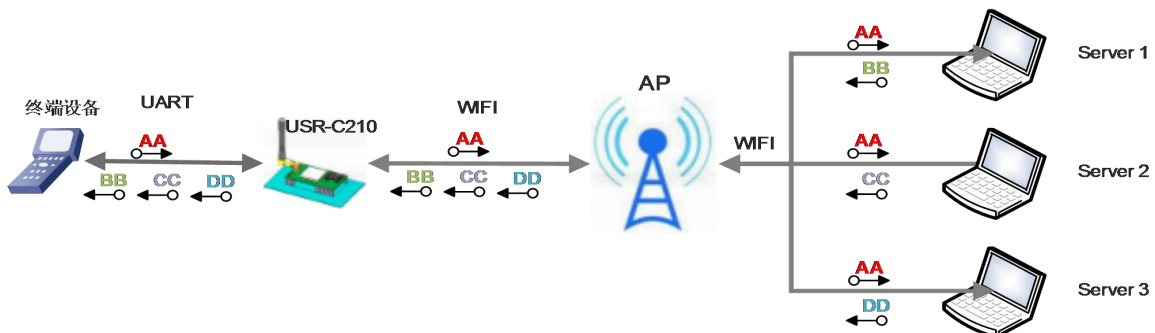 终端设备
UART
AA
BB CC DD
USR-C210
WIFI
AA
BB CC DD
AP
WIFI
AA
BB
Server 1
AA
CC
Server 2
AA
DD
Server 3